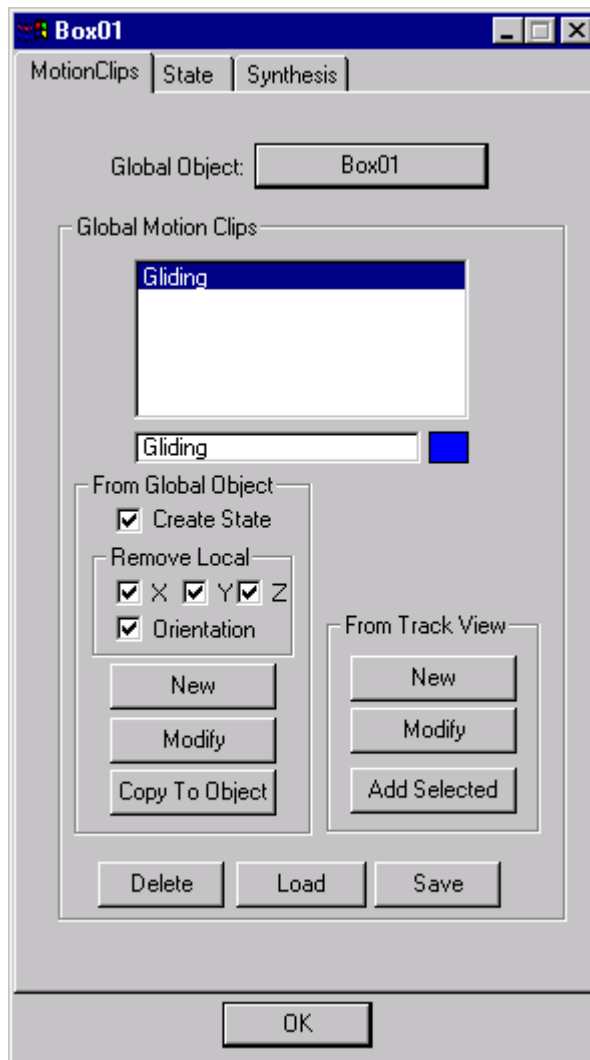 Box01
MotionClips State Synthesis
Global Object: Box01
Global Motion Clips
Gliding
Gliding
From Global Object
Create State
Remove Local
X Y Z
Orientation
New
Modify
Copy To Object
From Track View
New
Modify
Add Selected
Delete Load Save
OK